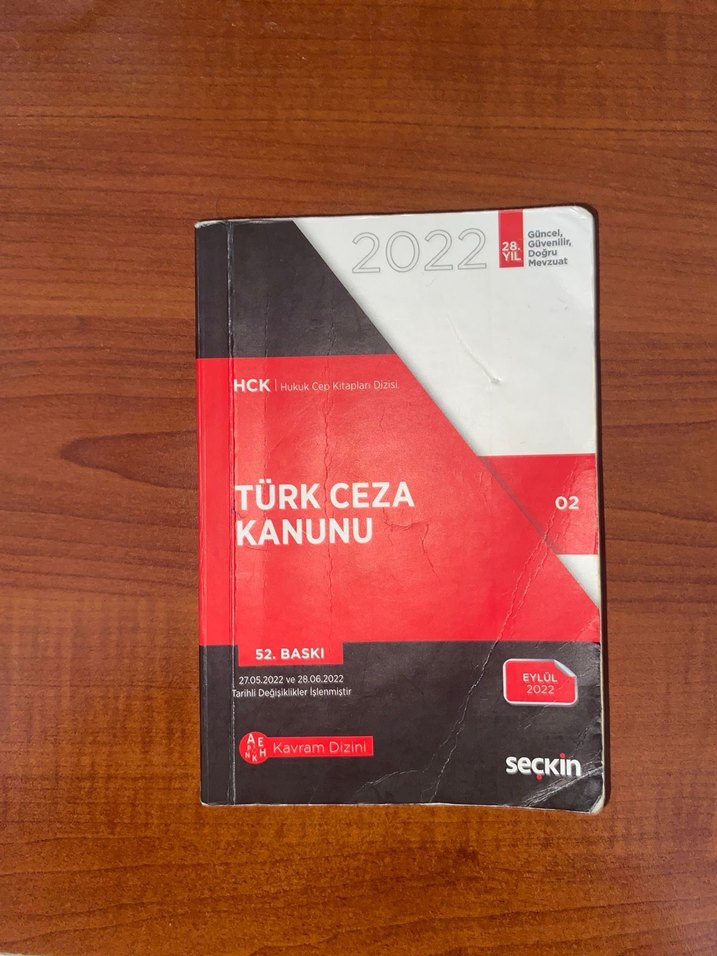 2022
28.
YIL
Güncel,
Güvenilir,
Doğru
Mevzuat
HCK | Hukuk Cep Kitapları Dizisi
TÜRK CEZA
KANUNU
02
52. BASKI
27.05.2022 ve 28.06.2022
Tarihli Değişiklikler İşlenmiştir
EYLÜL
2022
Kavram Dizini
seçkin